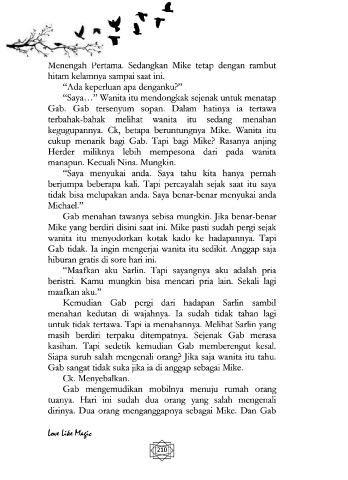 Menengah Pertama. Sedangkan Mike tetap dengan rambut
hitam kelamnya sampai saat ini.
“Ada keperluan apa denganku?”
“Saya…” Wanita itu mendongkak sejenak untuk menatap
Gab. Gab tersenyum sopan. Dalam hatinya ia tertawa
terbahak-bahak melihat wanita itu sedang menahan
kegugupannya. Ck, betapa beruntungnya Mike. Wanita itu
cukup menarik bagi Gab. Tapi bagi Mike? Rasanya anjing
Herder miliknya lebih mempesona dari pada wanita
manapun. Kecuali Nina. Mungkin.
“Saya menyukai anda. Saya tahu kita hanya pernah
berjumpa beberapa kali. Tapi percayalah sejak saat itu saya
tidak bisa melupakan anda. Saya benar-benar menyukai anda
Michael.”
Gab menahan tawanya sebisa mungkin. Jika benar-benar
Mike yang berdiri disini saat ini. Mike pasti sudah pergi sejak
wanita itu menyodorkan kotak kado ke hadapannya. Tapi
Gab tidak. Ia ingin mengerjai wanita itu sedikit. Anggap saja
hiburan gratis di sore hari ini.
“Maafkan aku Sarlin. Tapi sayangnya aku adalah pria
beristri. Kamu mungkin bisa mencari pria lain. Sekali lagi
maafkan aku.”
Kemudian Gab pergi dari hadapan Sarlin sambil
menahan kedutan di wajahnya. Ia sudah tidak tahan lagi
untuk tidak tertawa. Tapi ia menahannya. Melihat Sarlin yang
masih berdiri terpaku ditempatnya. Sejenak Gab merasa
kasihan. Tapi sedetik kemudian Gab memberengut kesal.
Siapa suruh salah mengenali orang? Jika saja wanita itu tahu.
Gab sangat tidak suka jika ia di anggap sebagai Mike.
Ck. Menyebalkan.
Gab mengemudikan mobilnya menuju rumah orang
tuanya. Hari ini sudah dua orang yang salah mengenali
dirinya. Dua orang menganggapnya sebagai Mike. Dan Gab
Love Like Magic
210